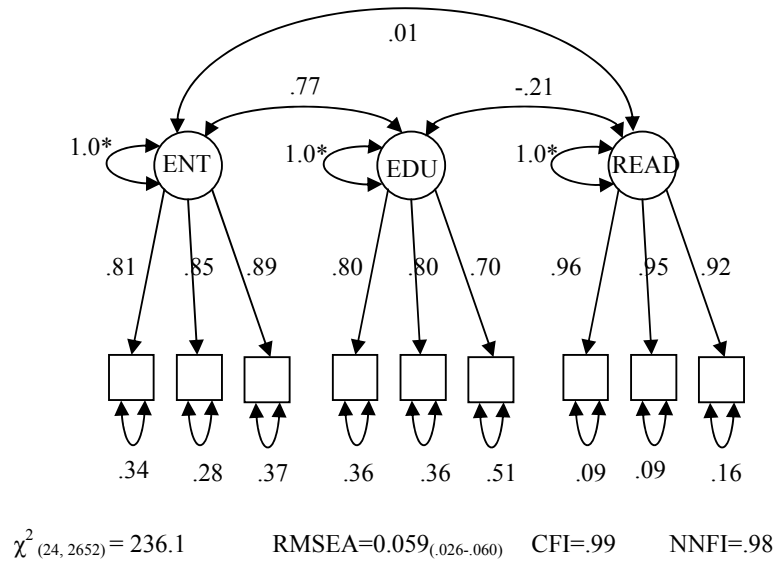 .01
.77 -.21
1.0* ENT 1.0* EDU 1.0* READ
.81 .85 .89 .80 .80 .70 .96 .95 .92
.34 .28 .37 .36 .36 .51 .09 .09 .16
χ² (24, 2652) = 236.1 RMSEA=0.059(.026-.060) CFI=.99 NNFI=.98